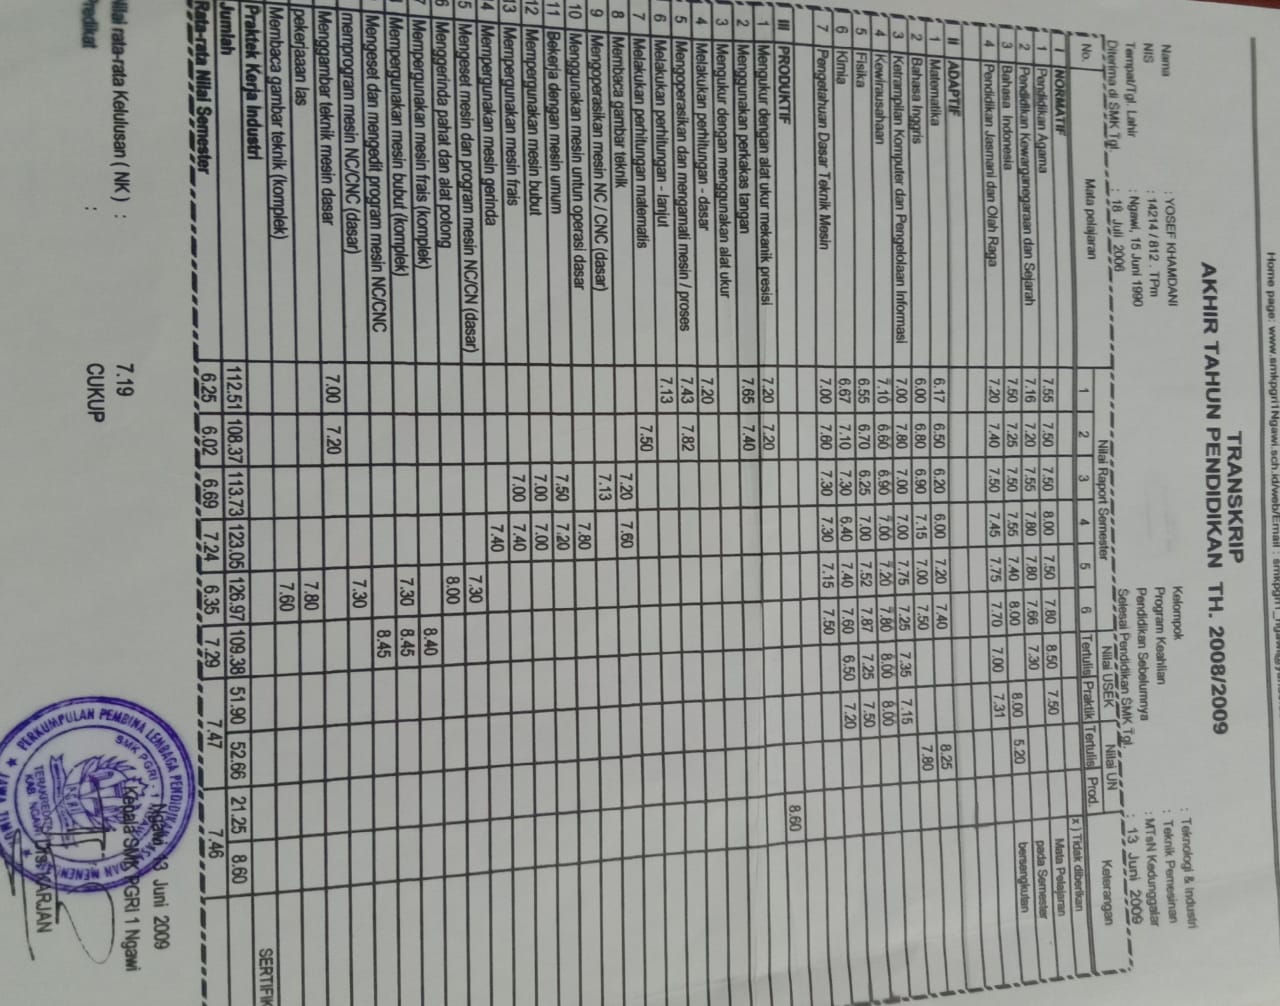 Home page: www.smkpgri1Ngawi.sch.id/web/Email : smkpgri1_
TRANSKRIP
AKHIR TAHUN PENDIDIKAN TH. 2008/2009
Nama : YOSEF KHAMDANI Kelompok : Teknologi & Industri
NIS : 14214 / 812 . TPm Program Keahlian : Teknik Pemesinan
Tempat/Tgl. Lahir : Ngawi, 15 Juni 1990 Pendidikan Sebelumnya : MTsN Kedunggalar
Diterima di SMK Tgl. : 18 Juli 2006 Selesai Pendidikan SMK Tgl. : 13 Juni 2009
No. Mata pelajaran Nilai Raport Semester Nilai USEK Nilai UN Keterangan
1 2 3 4 5 6 Tertulis Praktik Tertulis Prod.
I NORMATIF x ) Tidak diberikan
1 Pendidikan Agama 7.55 7.50 7.50 8.00 7.50 7.80 8.50 7.50 Mata Pelajaran
2 Pendidikan Kewarganegaraan dan Sejarah 7.16 7.20 7.55 7.80 7.80 7.66 7.30 pada Semester
3 Bahasa Indonesia 7.50 7.25 7.50 7.55 7.40 8.00 8.00 5.20 bersangkutan
4 Pendidikan Jasmani dan Olah Raga 7.20 7.40 7.50 7.45 7.75 7.70 7.00 7.31
II ADAPTIF
1 Matematika 6.17 6.50 6.20 6.00 7.20 7.40 8.25
2 Bahasa Inggris 6.00 6.80 6.90 7.15 7.00 7.50 7.80
3 Ketrampilan Komputer dan Pengelolaan Informasi 7.00 7.80 7.00 7.00 7.75 7.25 7.35 7.15
4 Kewirausahaan 7.10 6.60 6.90 7.00 7.20 7.80 8.00 8.00
5 Fisika 6.55 6.70 6.25 7.00 7.52 7.87 7.25 7.50
6 Kimia 6.67 7.10 7.30 6.40 7.40 7.60 6.50 7.20
7 Pengetahuan Dasar Teknik Mesin 7.00 7.60 7.30 7.30 7.15 7.50
III PRODUKTIF 8.60
1 Mengukur dengan alat ukur mekanik presisi 7.20 7.20
2 Menggunakan perkakas tangan 7.65 7.40
3 Mengukur dengan menggunakan alat ukur
4 Melakukan perhitungan - dasar 7.20
5 Mengoperasikan dan mengamati mesin / proses 7.43 7.82
6 Melakukan perhitungan - lanjut 7.13
7 Melakukan perhitungan matematis 7.50
8 Membaca gambar teknik 7.20 7.60
9 Mengoperasikan mesin NC / CNC (dasar) 7.13
10 Menggunakan mesin untun operasi dasar 7.80
11 Bekerja dengan mesin umum 7.50 7.20
12 Mempergunakan mesin bubut 7.00 7.00
13 Mempergunakan mesin frais 7.00 7.40
14 Mempergunakan mesin gerinda 7.40
5 Mengeset mesin dan program mesin NC/CN (dasar) 7.30
6 Menggerinda pahat dan alat potong 8.00
7 Mempergunakan mesin frais (komplek) 8.40
8 Mempergunakan mesin bubut (komplek) 7.30 8.45
Mengeset dan mengedit program mesin NC/CNC 8.45
memprogram mesin NC/CNC (dasar) 7.30
Menggambar teknik mesin dasar 7.00 7.20
pekerjaaan las 7.80
Membaca gambar teknik (komplek) 7.60
Praktek Kerja Industri SERTIFIK
Jumlah 112.51 108.37 113.73 123.05 126.97 109.38 51.90 52.66 21.25 8.60
Rata-rata Nilai Semester 6.25 6.02 6.69 7.24 6.35 7.29 7.47 7.46
Nilai rata-rata Kelulusan ( NK ) : 7.19
Predikat : CUKUP
Ngawi 13 Juni 2009
Kepala SMK PGRI 1 Ngawi
Drs. WARJAN
PERKUMPULAN PEMBINA LEMBAGA PENDIDIKAN
SMK PGRI 1
PGRI
TERAKREDITASI
KAB. NGAWI